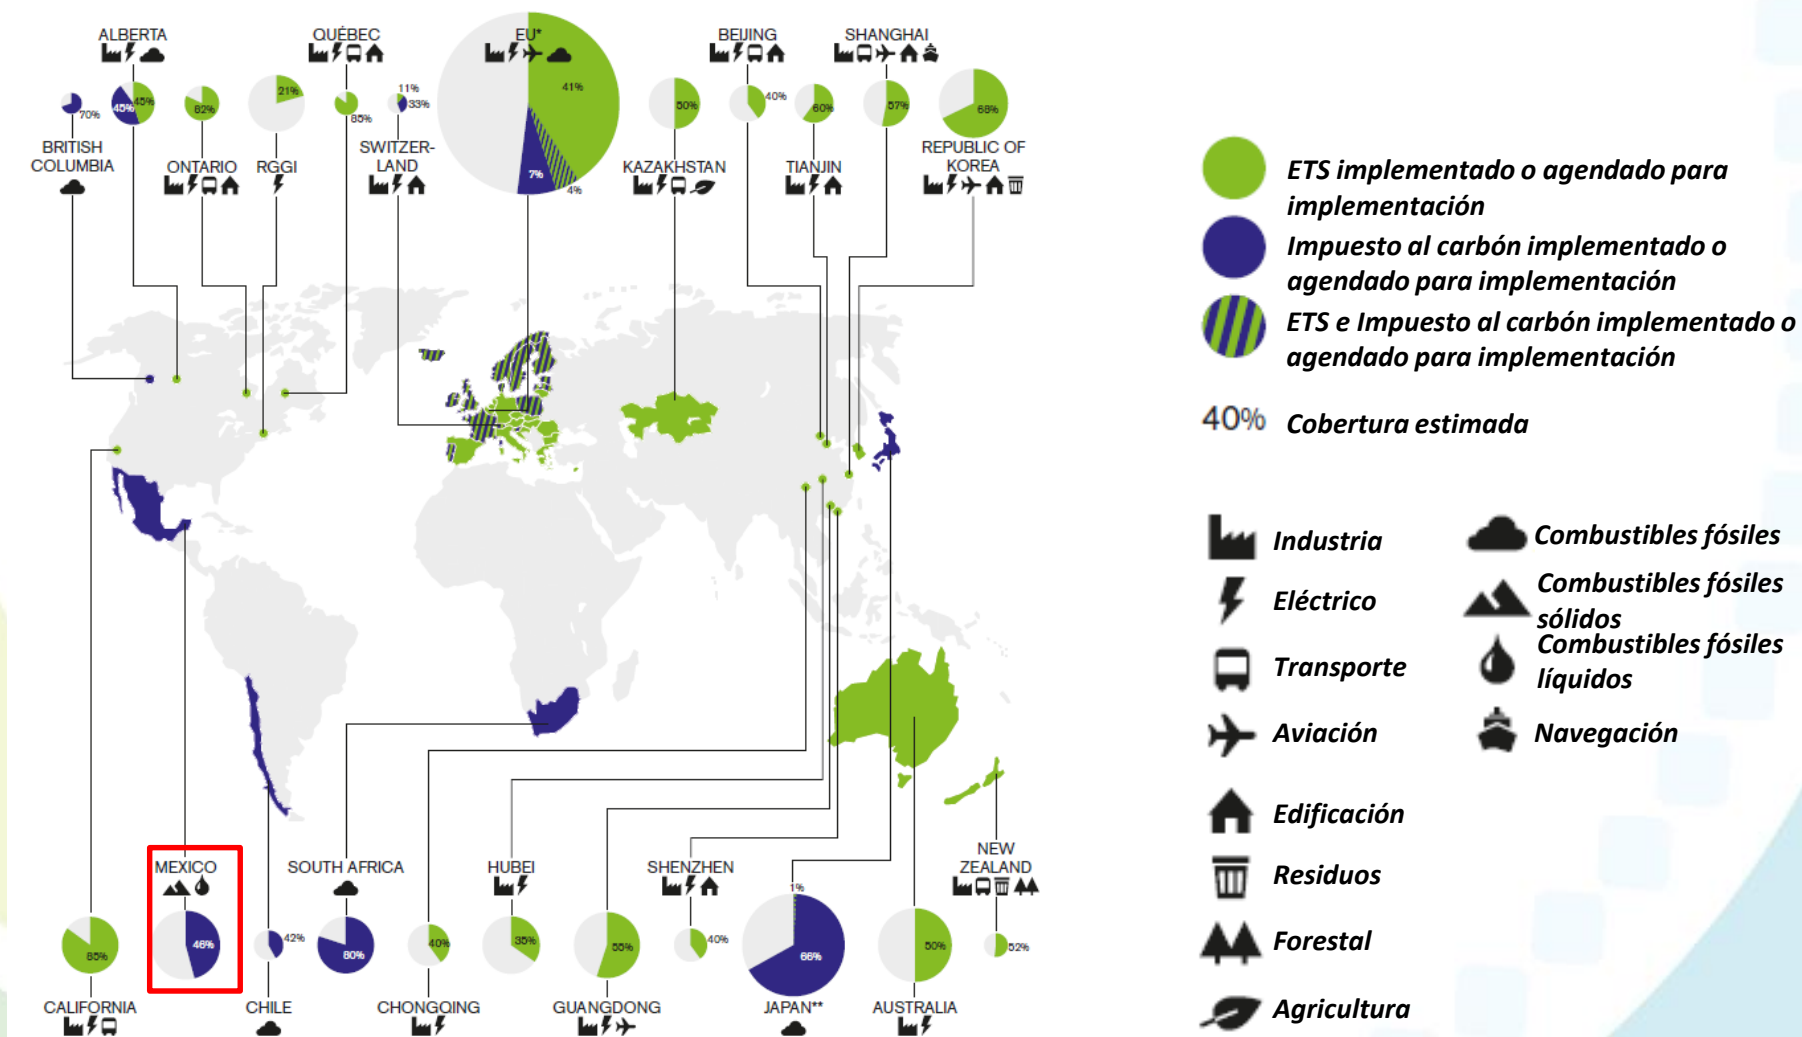 ALBERTA
QUÉBEC
EU*
BEIJING
SHANGHAI
70%
45%
45%
82%
21%
85%
11%
33%
41%
7%
4%
50%
40%
60%
57%
68%
BRITISH
COLUMBIA
ONTARIO
RGGI
SWITZER-
LAND
KAZAKHSTAN
TIANJIN
REPUBLIC OF
KOREA
MEXICO
SOUTH AFRICA
HUBEI
SHENZHEN
NEW
ZEALAND
85%
46%
42%
80%
40%
35%
55%
40%
1%
66%
50%
52%
CALIFORNIA
CHILE
CHONGQING
GUANGDONG
JAPAN**
AUSTRALIA
ETS implementado o agendado para
implementación
Impuesto al carbón implementado o
agendado para implementación
ETS e Impuesto al carbón implementado o
agendado para implementación
40% Cobertura estimada
Industria
Eléctrico
Transporte
Aviación
Edificación
Residuos
Forestal
Agricultura
Combustibles fósiles
Combustibles fósiles
sólidos
Combustibles fósiles
líquidos
Navegación